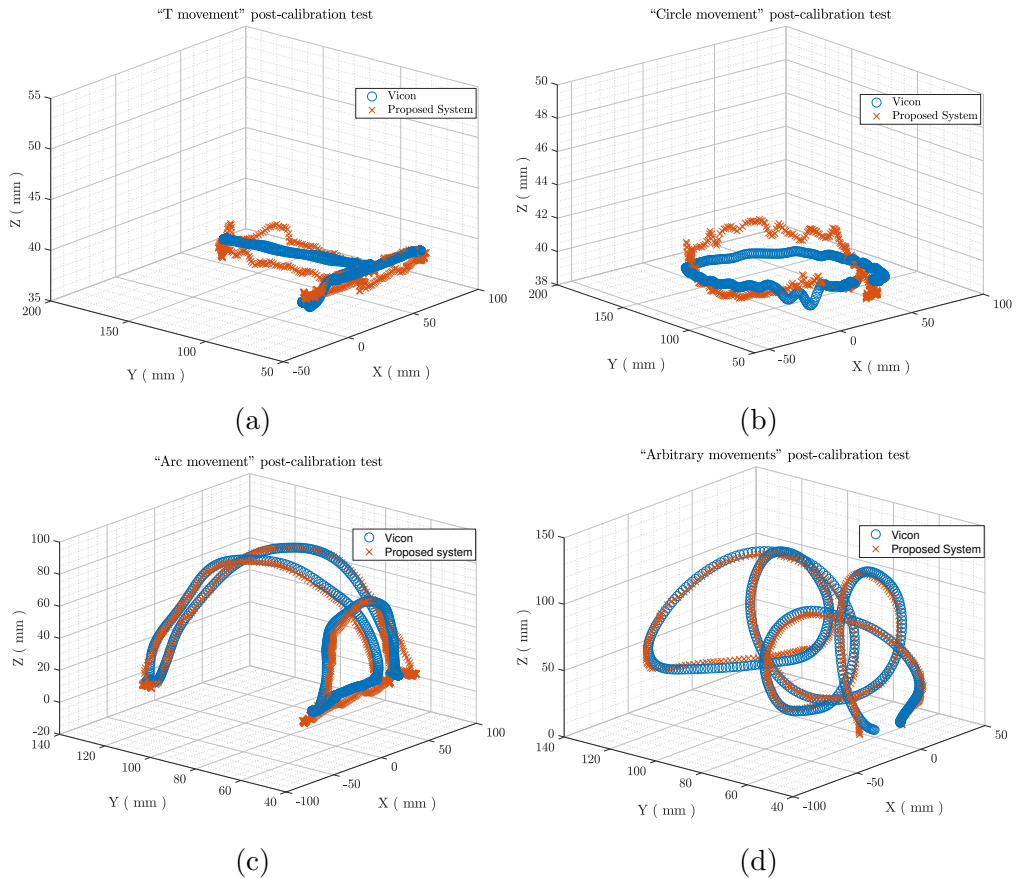 “T movement” post-calibration test
Vicon
Proposed System
55
50
45
40
35
Z ( mm )
200
150
100
50
Y ( mm )
-50
0
50
100
X ( mm )
(a)
“Circle movement” post-calibration test
Vicon
Proposed System
50
48
46
44
42
40
38
Z ( mm )
200
150
100
50
Y ( mm )
-50
0
50
100
X ( mm )
(b)
“Arc movement” post-calibration test
Vicon
Proposed system
100
80
60
40
20
0
-20
Z ( mm )
140
120
100
80
60
40
Y ( mm )
-100
-50
0
50
100
X ( mm )
(c)
“Arbitrary movements” post-calibration test
Vicon
Proposed System
150
100
50
0
Z ( mm )
140
120
100
80
60
40
Y ( mm )
-100
-50
0
50
X ( mm )
(d)